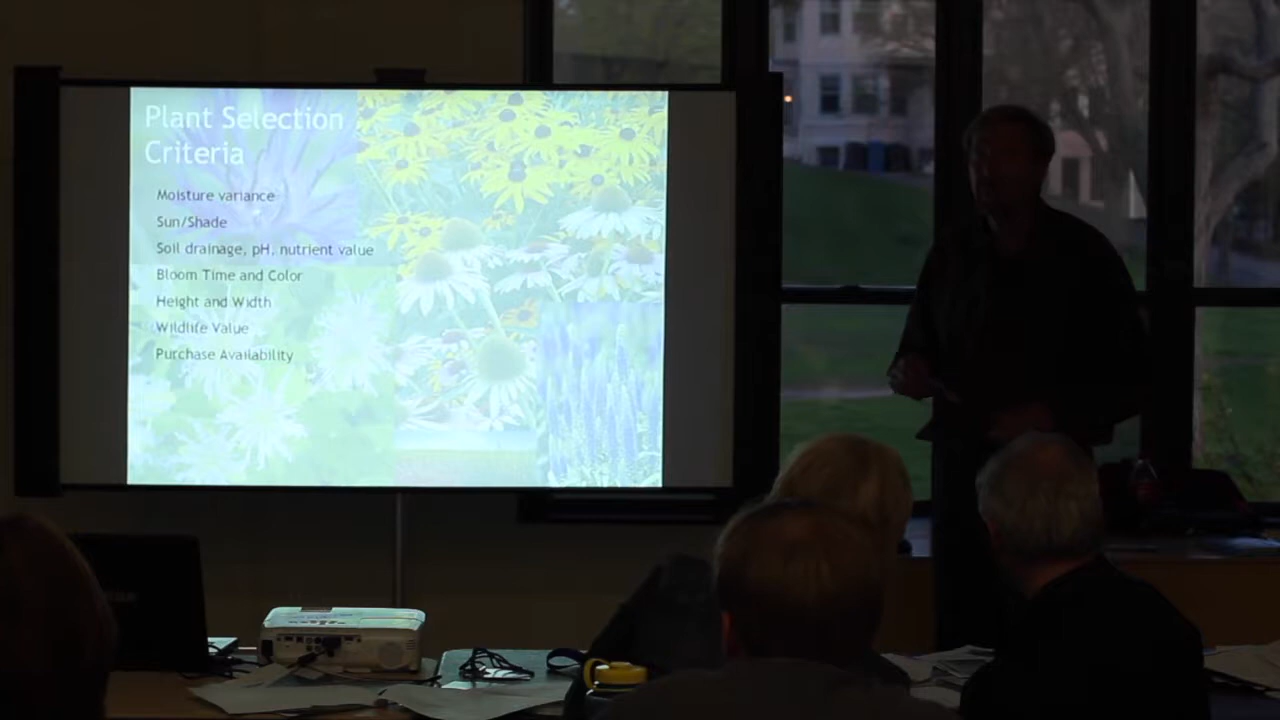 Plant Selection
Criteria
Moisture variance
Sun/Shade
Soil drainage, pH, nutrient value
Bloom Time and Color
Height and Width
Wildlife Value
Purchase Availability